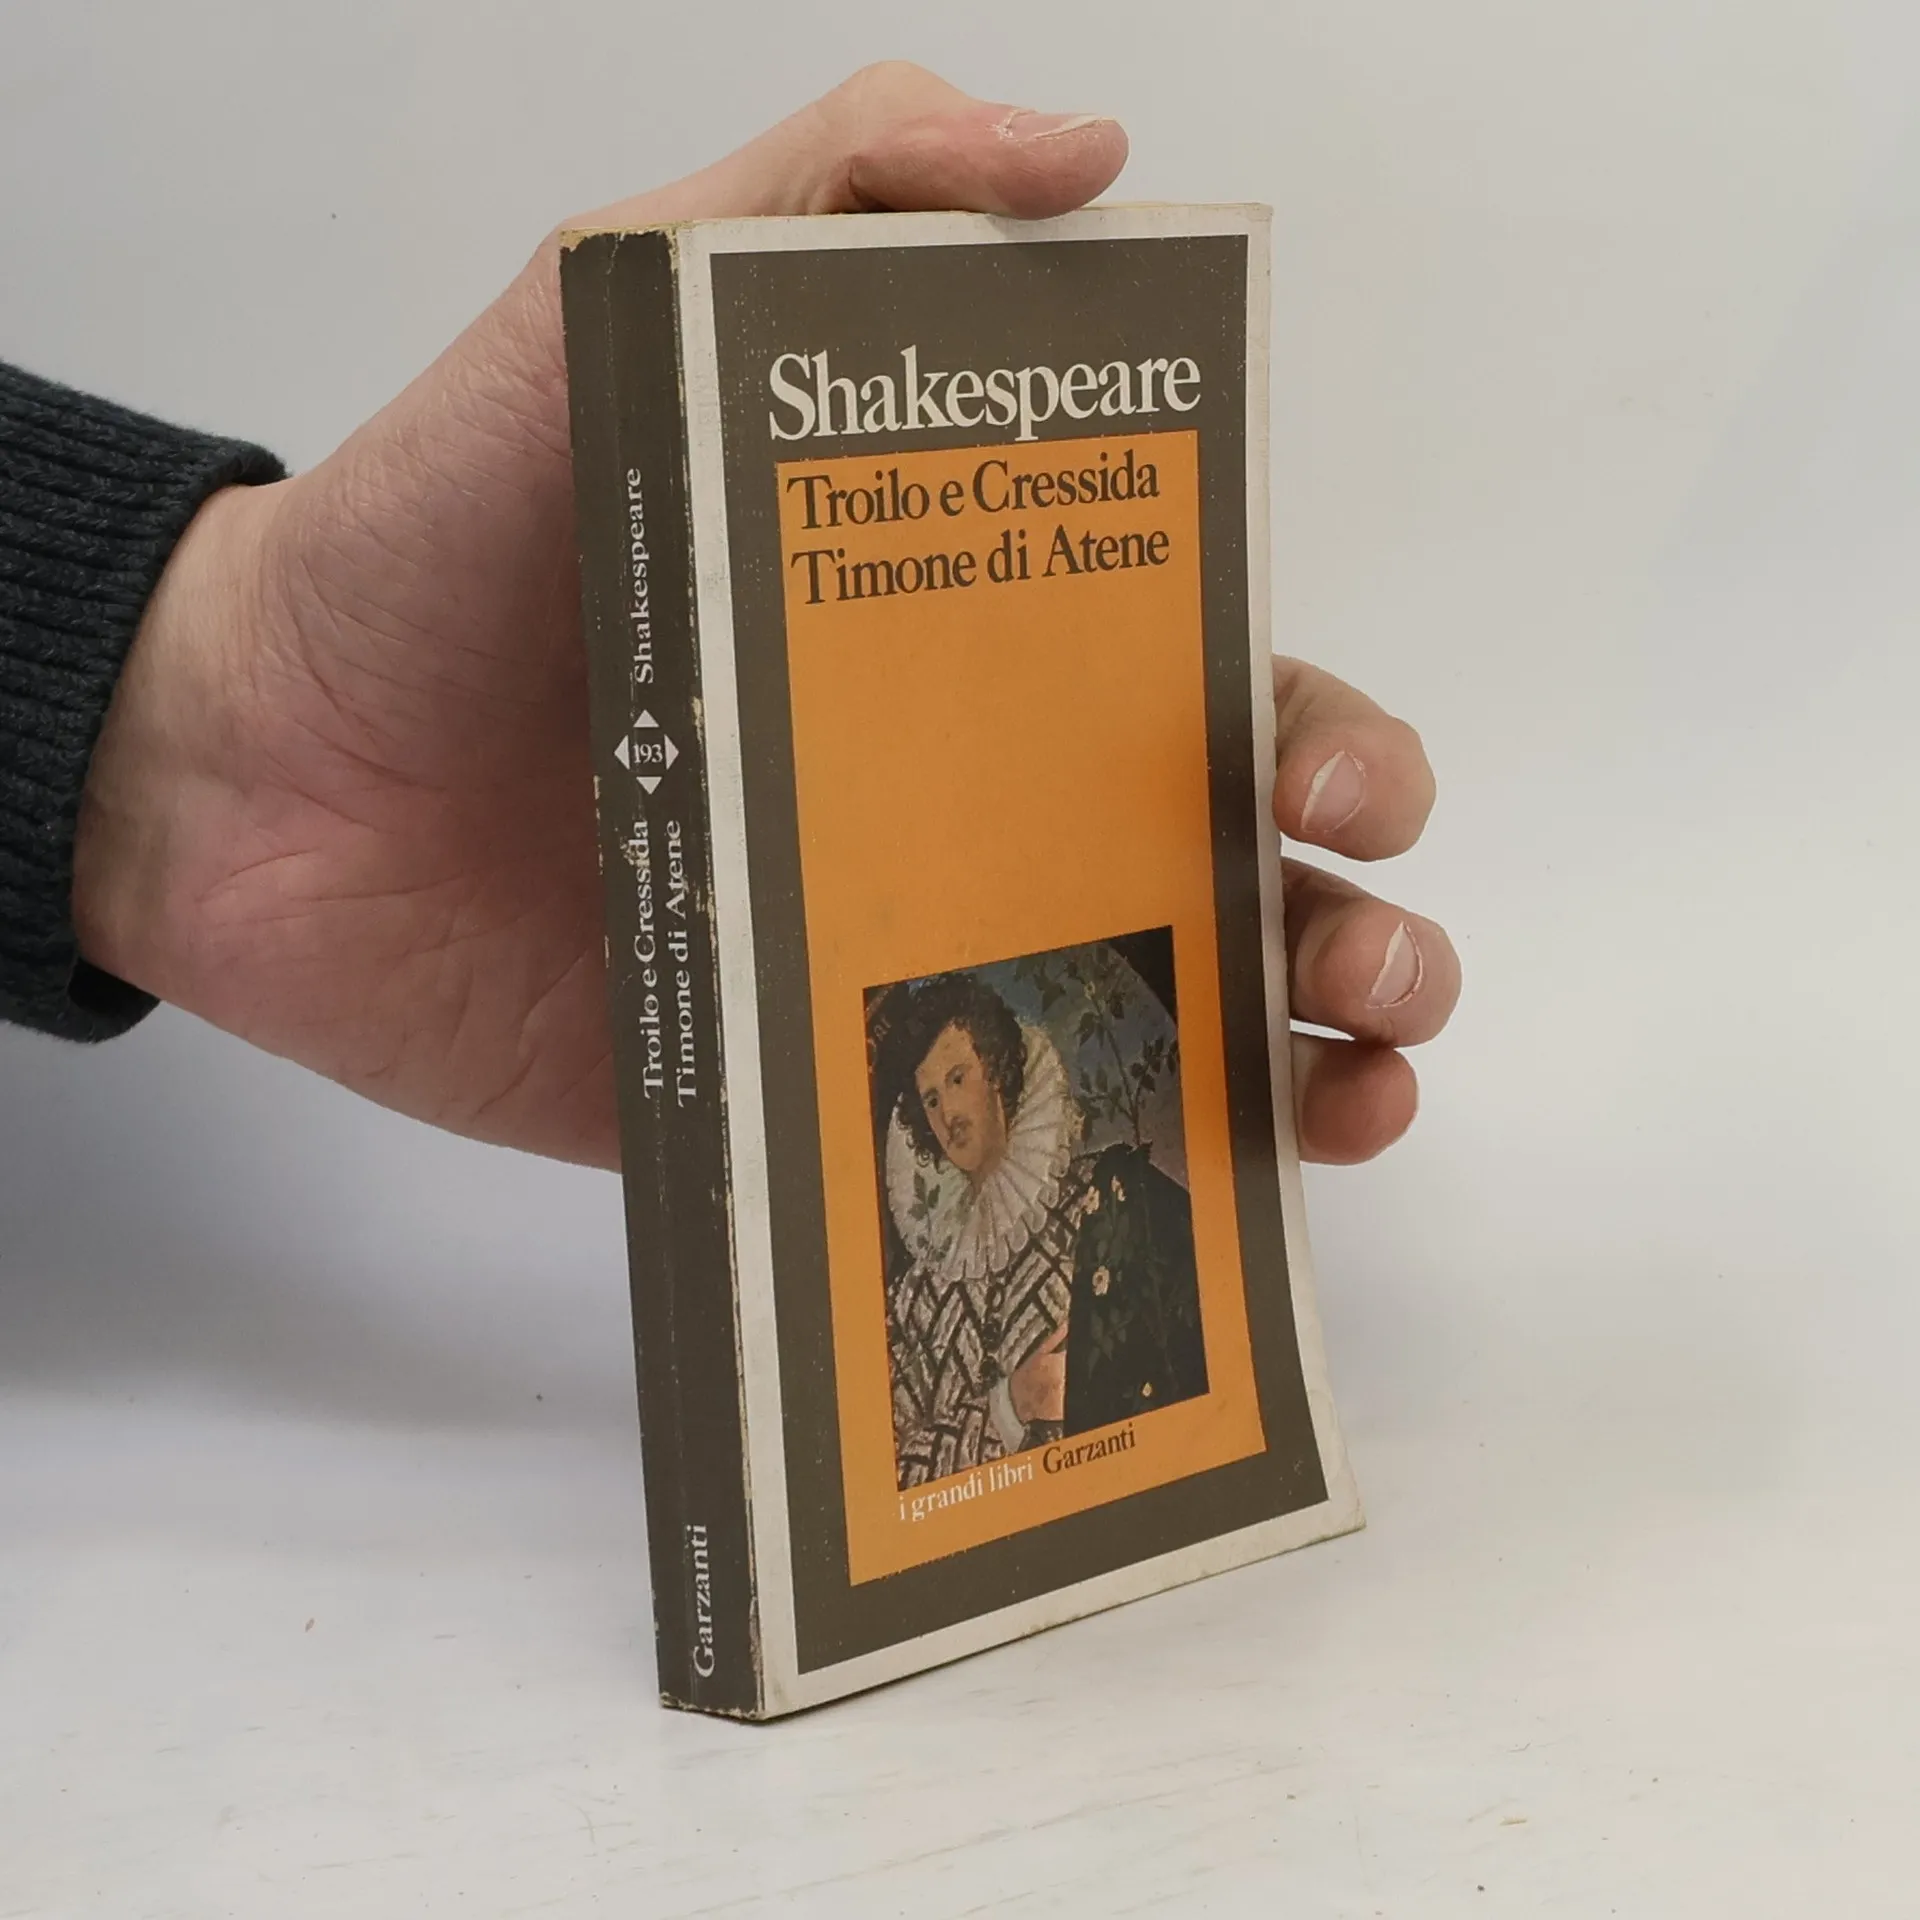 Shakespeare
Troilo e Cressida
Timone di Atene
i grandi libri Garzanti
Shakespeare
193
Troilo e Cressida
Timone di Atene
Garzanti